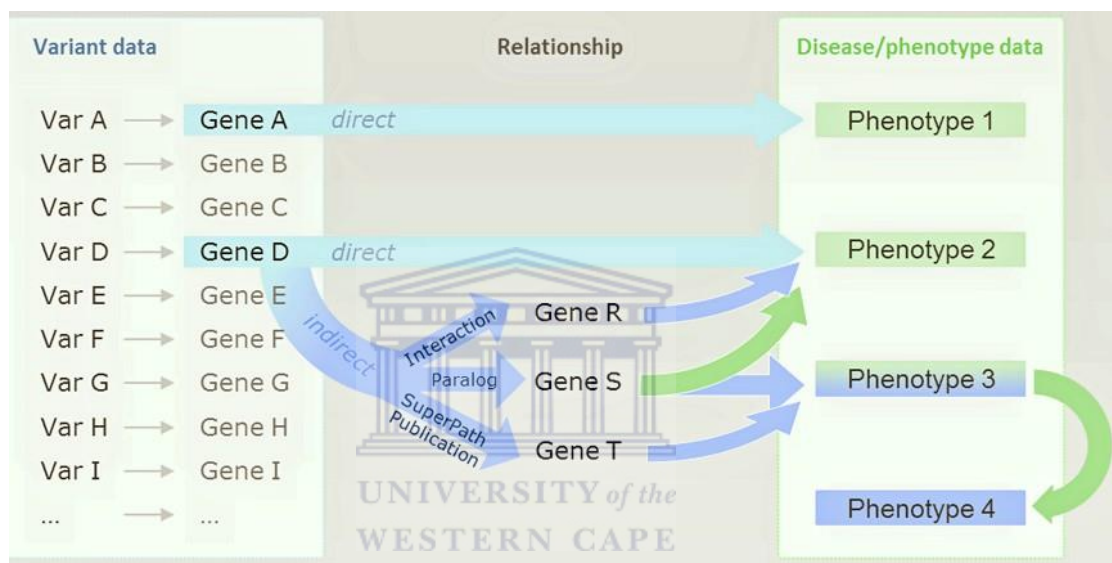 Variant data
Relationship
Disease/phenotype data
Var A
Gene A
direct
Phenotype 1
Var B
Gene B
Var C
Gene C
Var D
Gene D
direct
Phenotype 2
Var E
Gene E
indirect
Interaction
Gene R
Var F
Gene F
Var G
Gene G
Paralog
Gene S
Phenotype 3
Var H
Gene H
SuperPath
Publication
Gene T
Var I
Gene I
UNIVERSITY of the
WESTERN CAPE
Phenotype 4
...
...